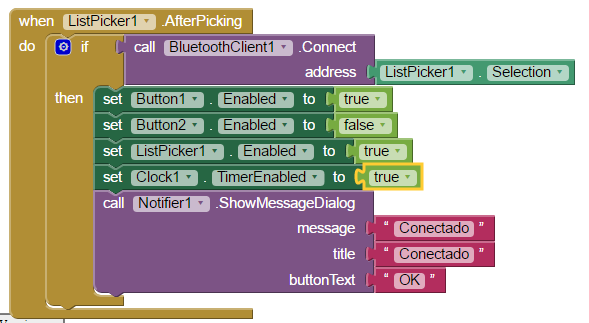 when ListPicker1 .AfterPicking
do if call BluetoothClient1 .Connect
address ListPicker1 . Selection
then set Button1 . Enabled to true
set Button2 . Enabled to false
set ListPicker1 . Enabled to true
set Clock1 . TimerEnabled to true
call Notifier1 .ShowMessageDialog
message “ Conectado ”
title “ Conectado ”
buttonText “ OK ”